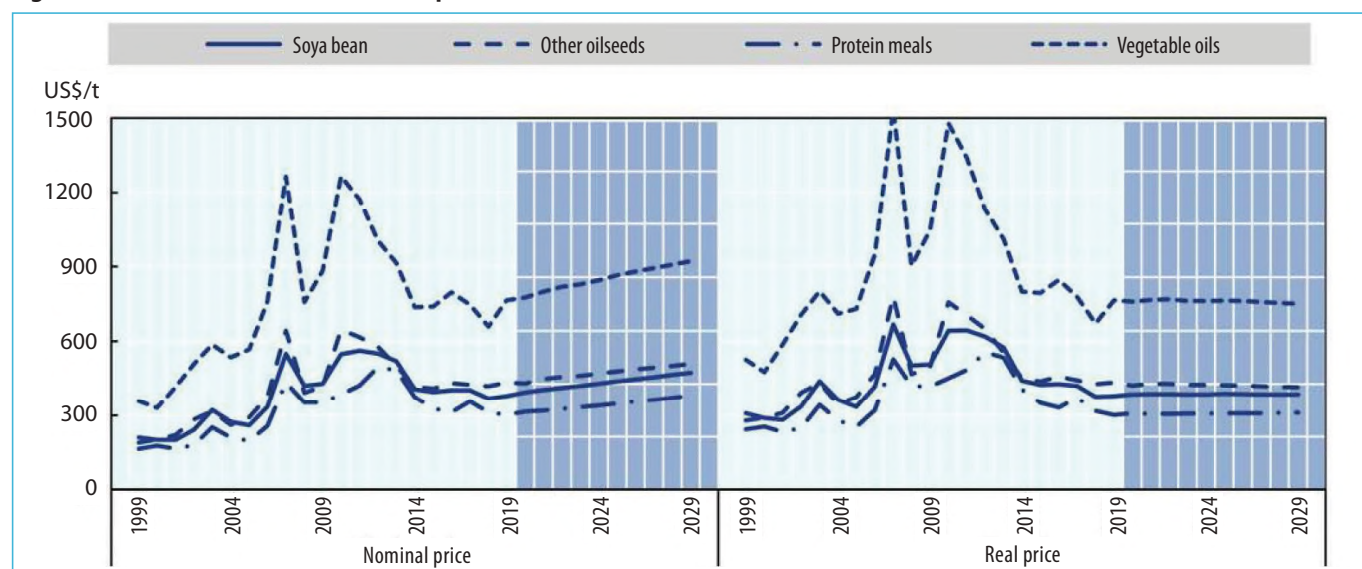 Soya bean Other oilseeds Protein meals Vegetable oils
US$/t
1500
1200
900
600
300
0
1999 2004 2009 2014 2019 2024 2029 1999 2004 2009 2014 2019 2024 2029
Nominal price Real price